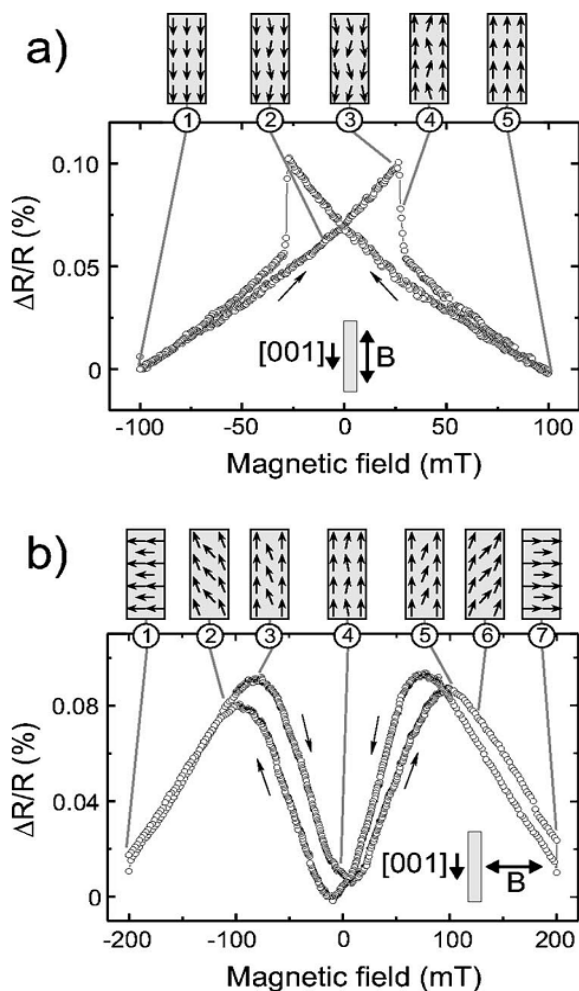 a)
1 2 3 4 5
0.10
0.05
0
ΔR/R (%)
[001] B
-100 -50 0 50 100
Magnetic field (mT)
b)
1 2 3 4 5 6 7
0.08
0.04
0
ΔR/R (%)
[001] B
-200 -100 0 100 200
Magnetic field (mT)